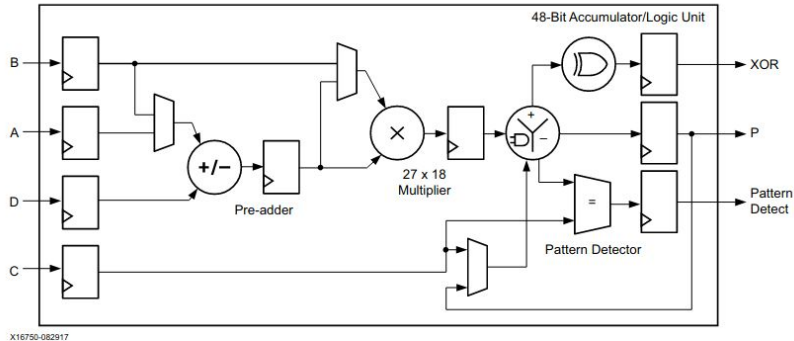 48-Bit Accumulator/Logic Unit
B
XOR
A
+
−
P
×
+/−
27 x 18
Multiplier
D
Pre-adder
=
Pattern
Detect
Pattern Detector
C
X16750-082917